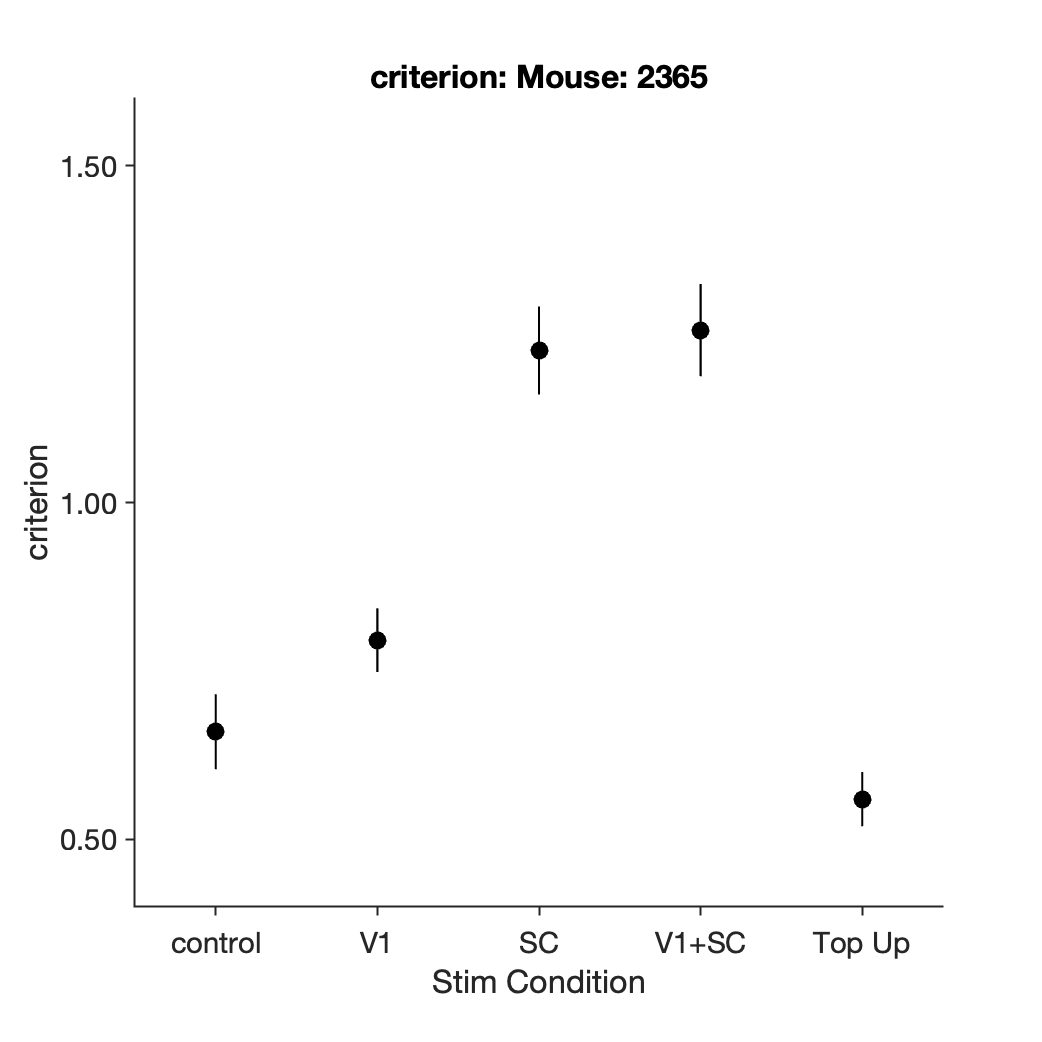 criterion: Mouse: 2365
1.50
1.00
0.50
criterion
control V1 SC V1+SC Top Up
Stim Condition